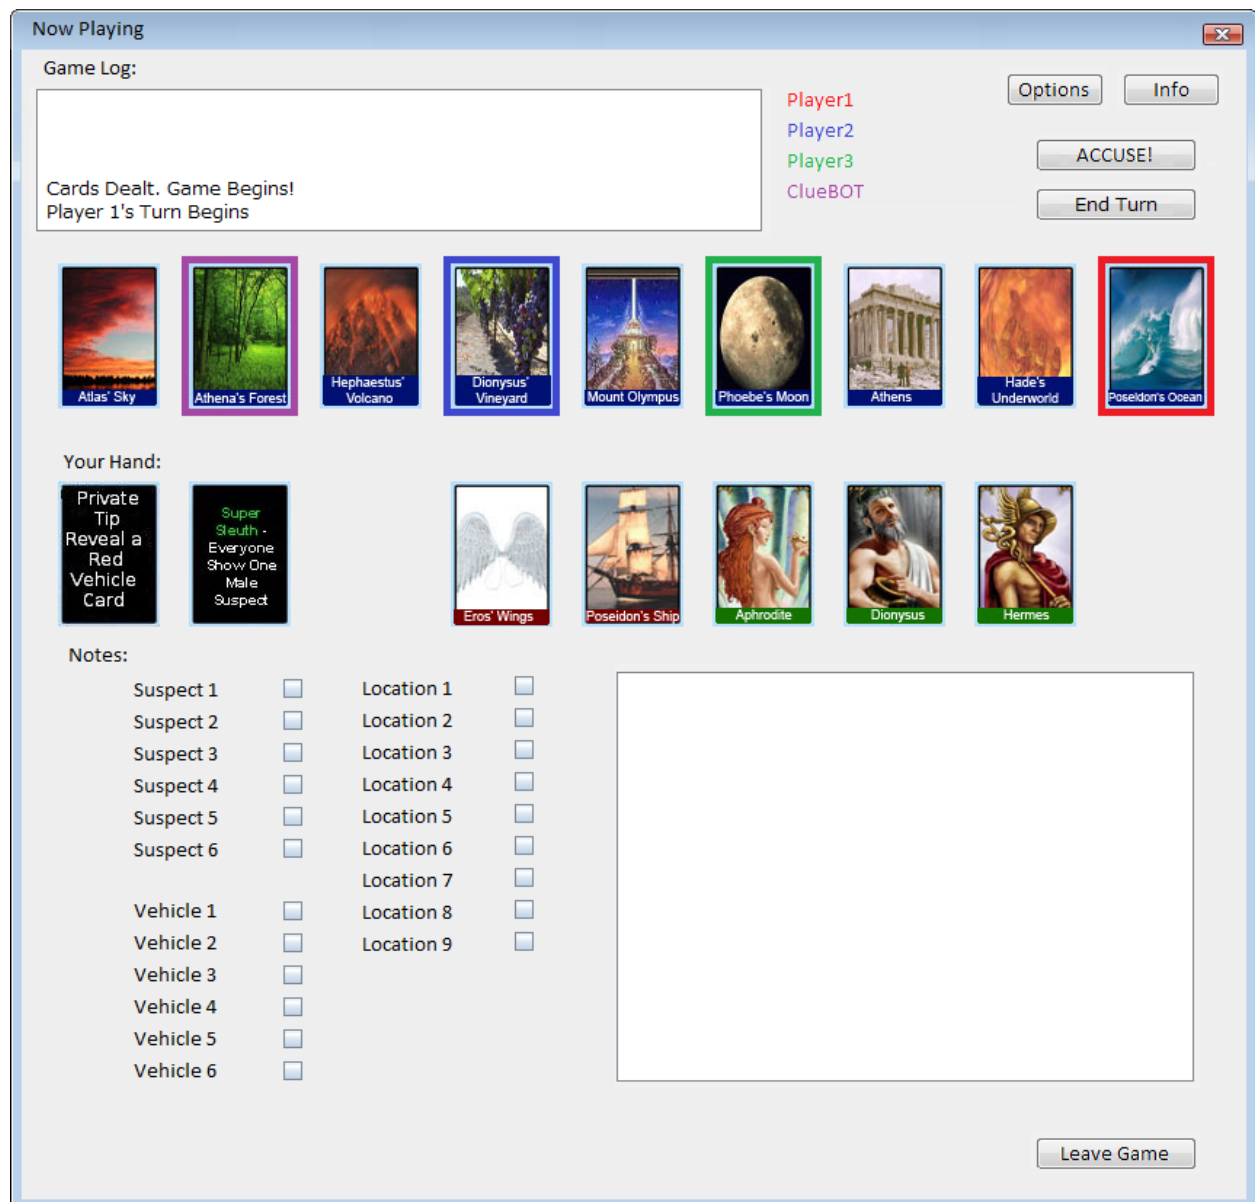 Now Playing
Game Log:
Cards Dealt. Game Begins!
Player 1's Turn Begins
Player1
Player2
Player3
ClueBOT
Options
Info
ACCUSE!
End Turn
Atlas' Sky
Athena's Forest
Hephaestus'
Volcano
Dionysus'
Vineyard
Mount Olympus
Phoebe's Moon
Athens
Hade's
Underworld
Poseidon's Ocean
Your Hand:
Private
Tip
Reveal a
Red
Vehicle
Card
Super
Sleuth -
Everyone
Show One
Male
Suspect
Eros' Wings
Poseidon's Ship
Aphrodite
Dionysus
Hermes
Notes:
Suspect 1
Suspect 2
Suspect 3
Suspect 4
Suspect 5
Suspect 6
Vehicle 1
Vehicle 2
Vehicle 3
Vehicle 4
Vehicle 5
Vehicle 6
Location 1
Location 2
Location 3
Location 4
Location 5
Location 6
Location 7
Location 8
Location 9
Leave Game